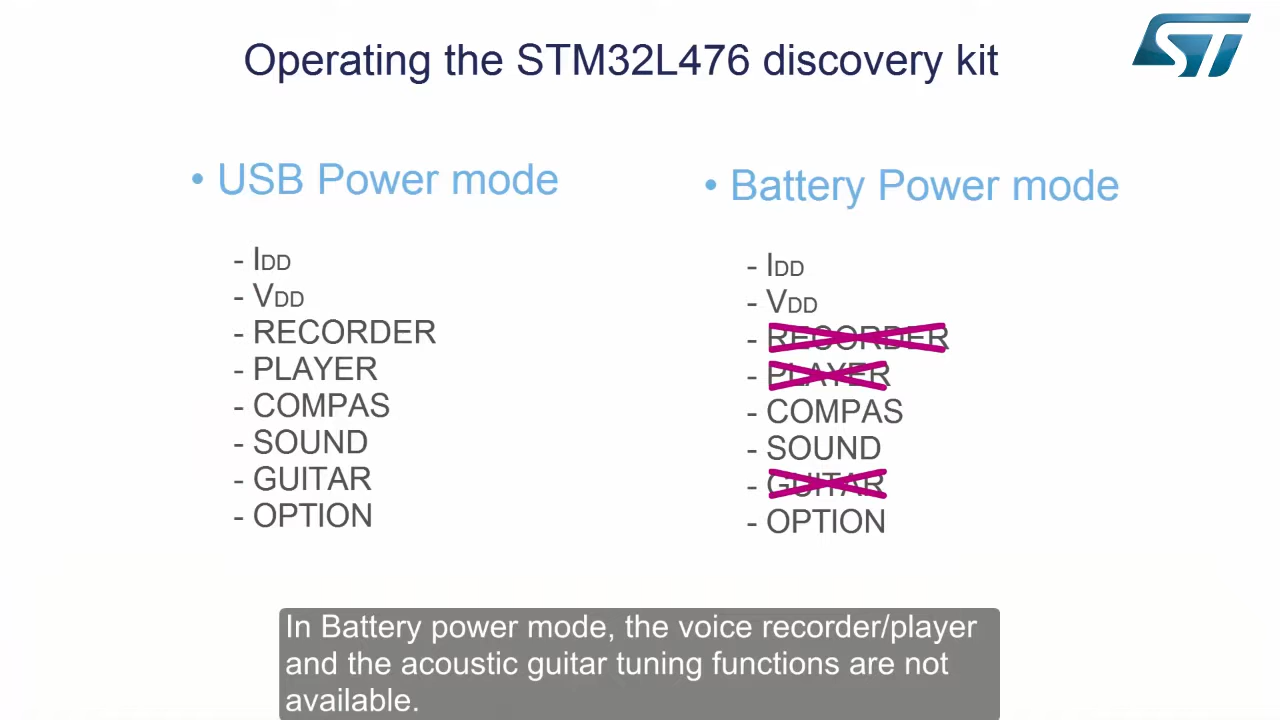 Operating the STM32L476 discovery kit
ST
• USB Power mode
- IDD
- VDD
- RECORDER
- PLAYER
- COMPAS
- SOUND
- GUITAR
- OPTION
• Battery Power mode
- IDD
- VDD
- RECORDER
- PLAYER
- COMPAS
- SOUND
- GUITAR
- OPTION
In Battery power mode, the voice recorder/player
and the acoustic guitar tuning functions are not
available.